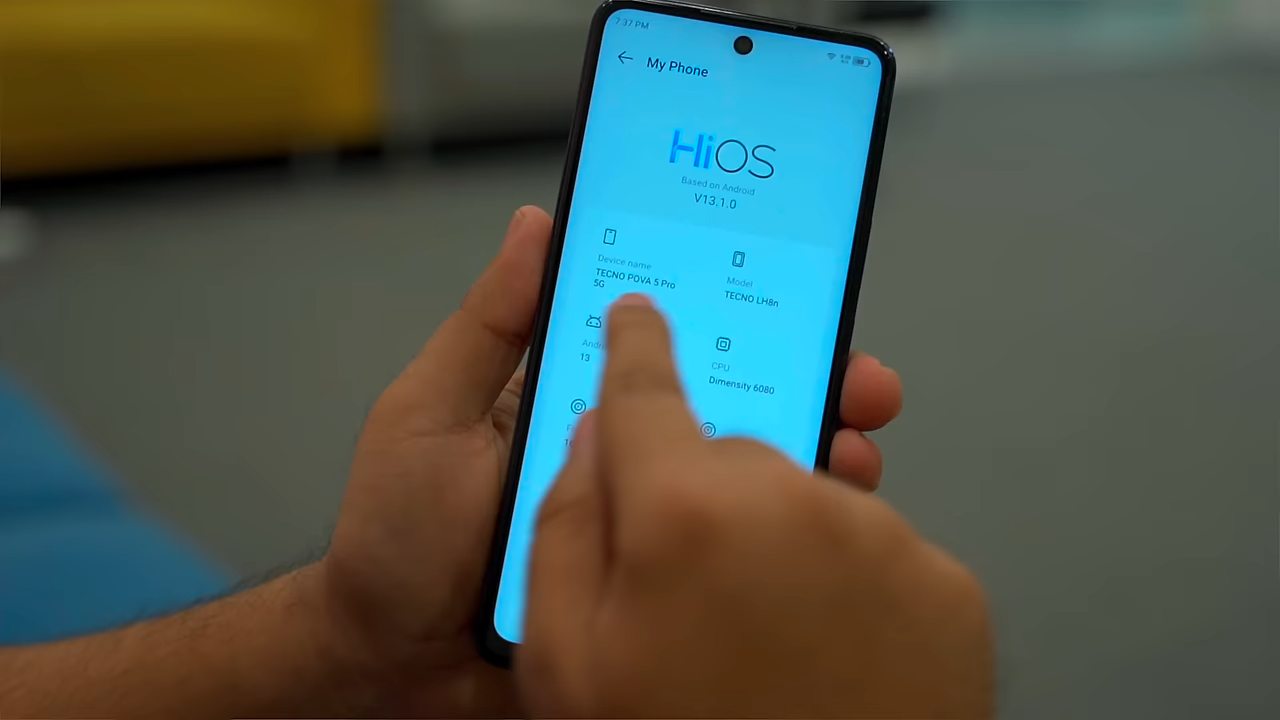 7:37 PM
My Phone
HiOS
Based on Android
V13.1.0
Device name
TECNO POVA 5 Pro
5G
Model
TECNO LH8n
13
CPU
Dimensity 6080